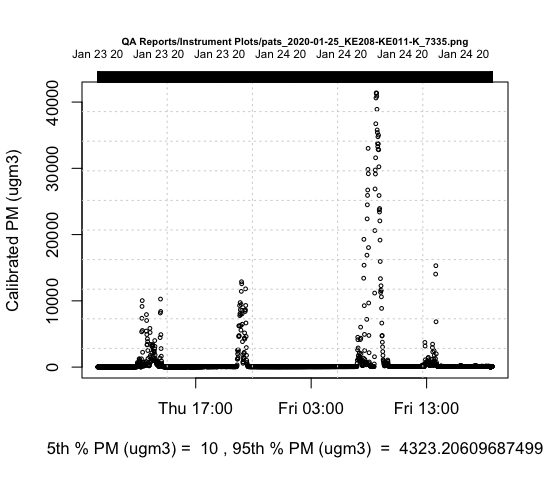 QA Reports/Instrument Plots/pats_2020-01-25_KE208-KE011-K_7335.png
Jan 23 20 Jan 23 20 Jan 23 20 Jan 24 20 Jan 24 20 Jan 24 20 Jan 24 20
Calibrated PM (ugm3)
40000
30000
20000
10000
0
Thu 17:00 Fri 03:00 Fri 13:00
5th % PM (ugm3) = 10 , 95th % PM (ugm3) = 4323.20609687499